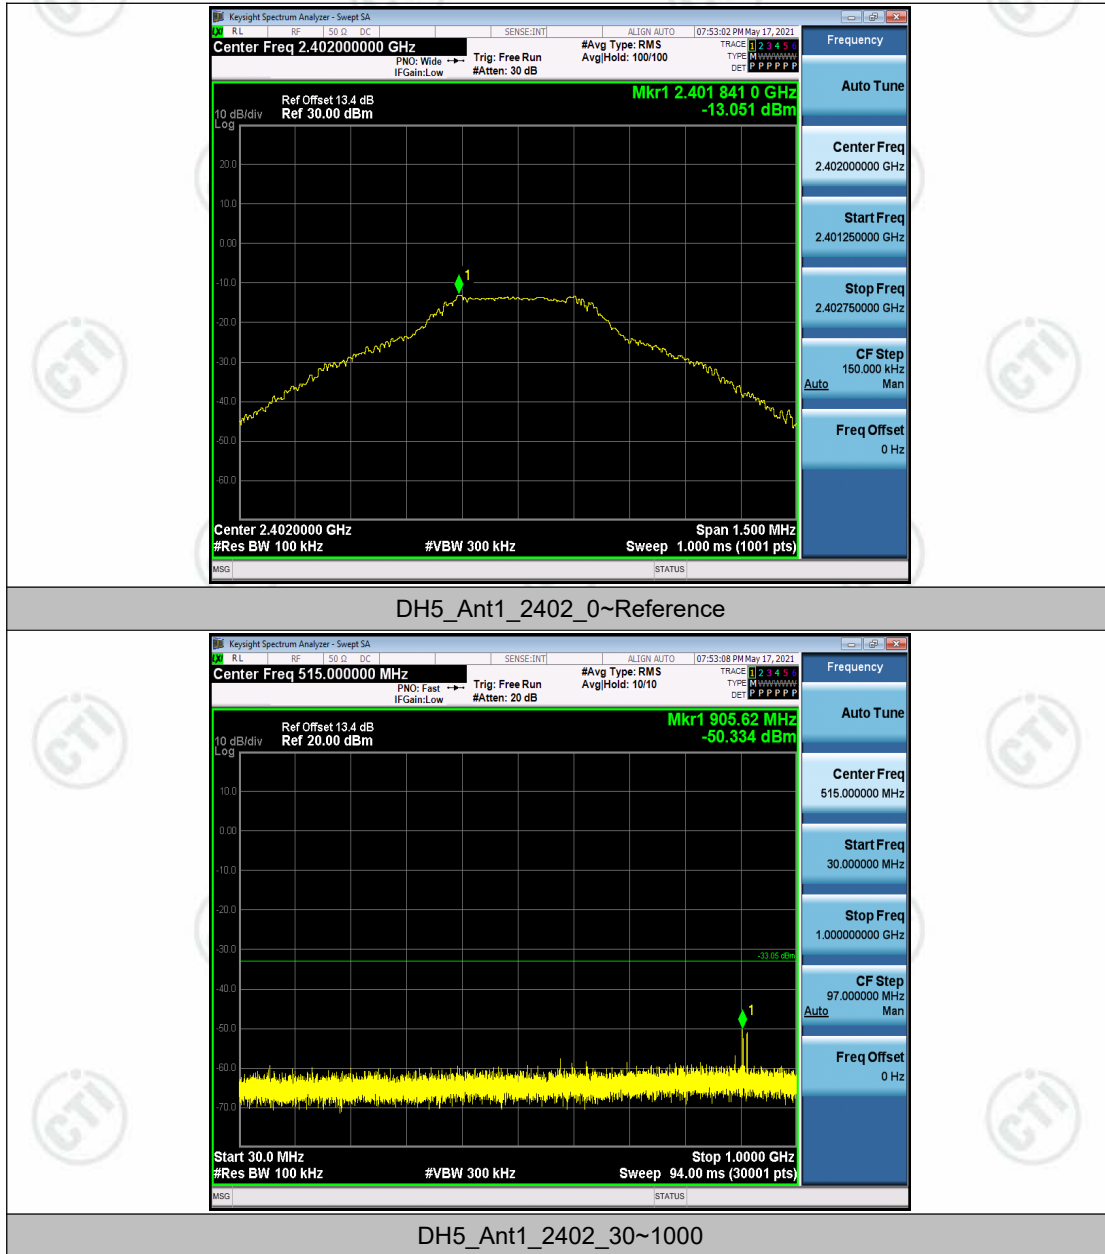 Keysight Spectrum Analyzer - Swept SA
RL RF 50 Ω DC SENSE:INT ALIGN AUTO 07:53:02 PM May 17, 2021
Center Freq 2.402000000 GHz
PNO: Wide
IFGain:Low
Trig: Free Run
#Atten: 30 dB
#Avg Type: RMS
Avg|Hold: 100/100
TRACE 1 2 3 4 5 6
TYPE M WWWWW
DET P P P P P P
Frequency
Mkr1 2.401 841 0 GHz
-13.051 dBm
Ref Offset 13.4 dB
10 dB/div Ref 30.00 dBm
Log
20.0
10.0
0.00
-10.0
-20.0
-30.0
-40.0
-50.0
-60.0
1
Center 2.4020000 GHz Span 1.500 MHz
#Res BW 100 kHz #VBW 300 kHz Sweep 1.000 ms (1001 pts)
MSG STATUS
Auto Tune
Center Freq
2.402000000 GHz
Start Freq
2.401250000 GHz
Stop Freq
2.402750000 GHz
CF Step
150.000 kHz
Auto Man
Freq Offset
0 Hz
DH5_Ant1_2402_0~Reference
Keysight Spectrum Analyzer - Swept SA
RL RF 50 Ω DC SENSE:INT ALIGN AUTO 07:53:08 PM May 17, 2021
Center Freq 515.000000 MHz
PNO: Fast
IFGain:Low
Trig: Free Run
#Atten: 20 dB
#Avg Type: RMS
Avg|Hold: 10/10
TRACE 1 2 3 4 5 6
TYPE M WWWWW
DET P P P P P P
Frequency
Mkr1 905.62 MHz
-50.334 dBm
Ref Offset 13.4 dB
10 dB/div Ref 20.00 dBm
Log
10.0
0.00
-10.0
-20.0
-30.0
-40.0
-50.0
-60.0
-70.0
-33.05 dBm
1
Start 30.0 MHz Stop 1.0000 GHz
#Res BW 100 kHz #VBW 300 kHz Sweep 94.00 ms (30001 pts)
MSG STATUS
Auto Tune
Center Freq
515.000000 MHz
Start Freq
30.000000 MHz
Stop Freq
1.000000000 GHz
CF Step
97.000000 MHz
Auto Man
Freq Offset
0 Hz
DH5_Ant1_2402_30~1000
CTI
CTI
CTI
CTI
CTI
CTI